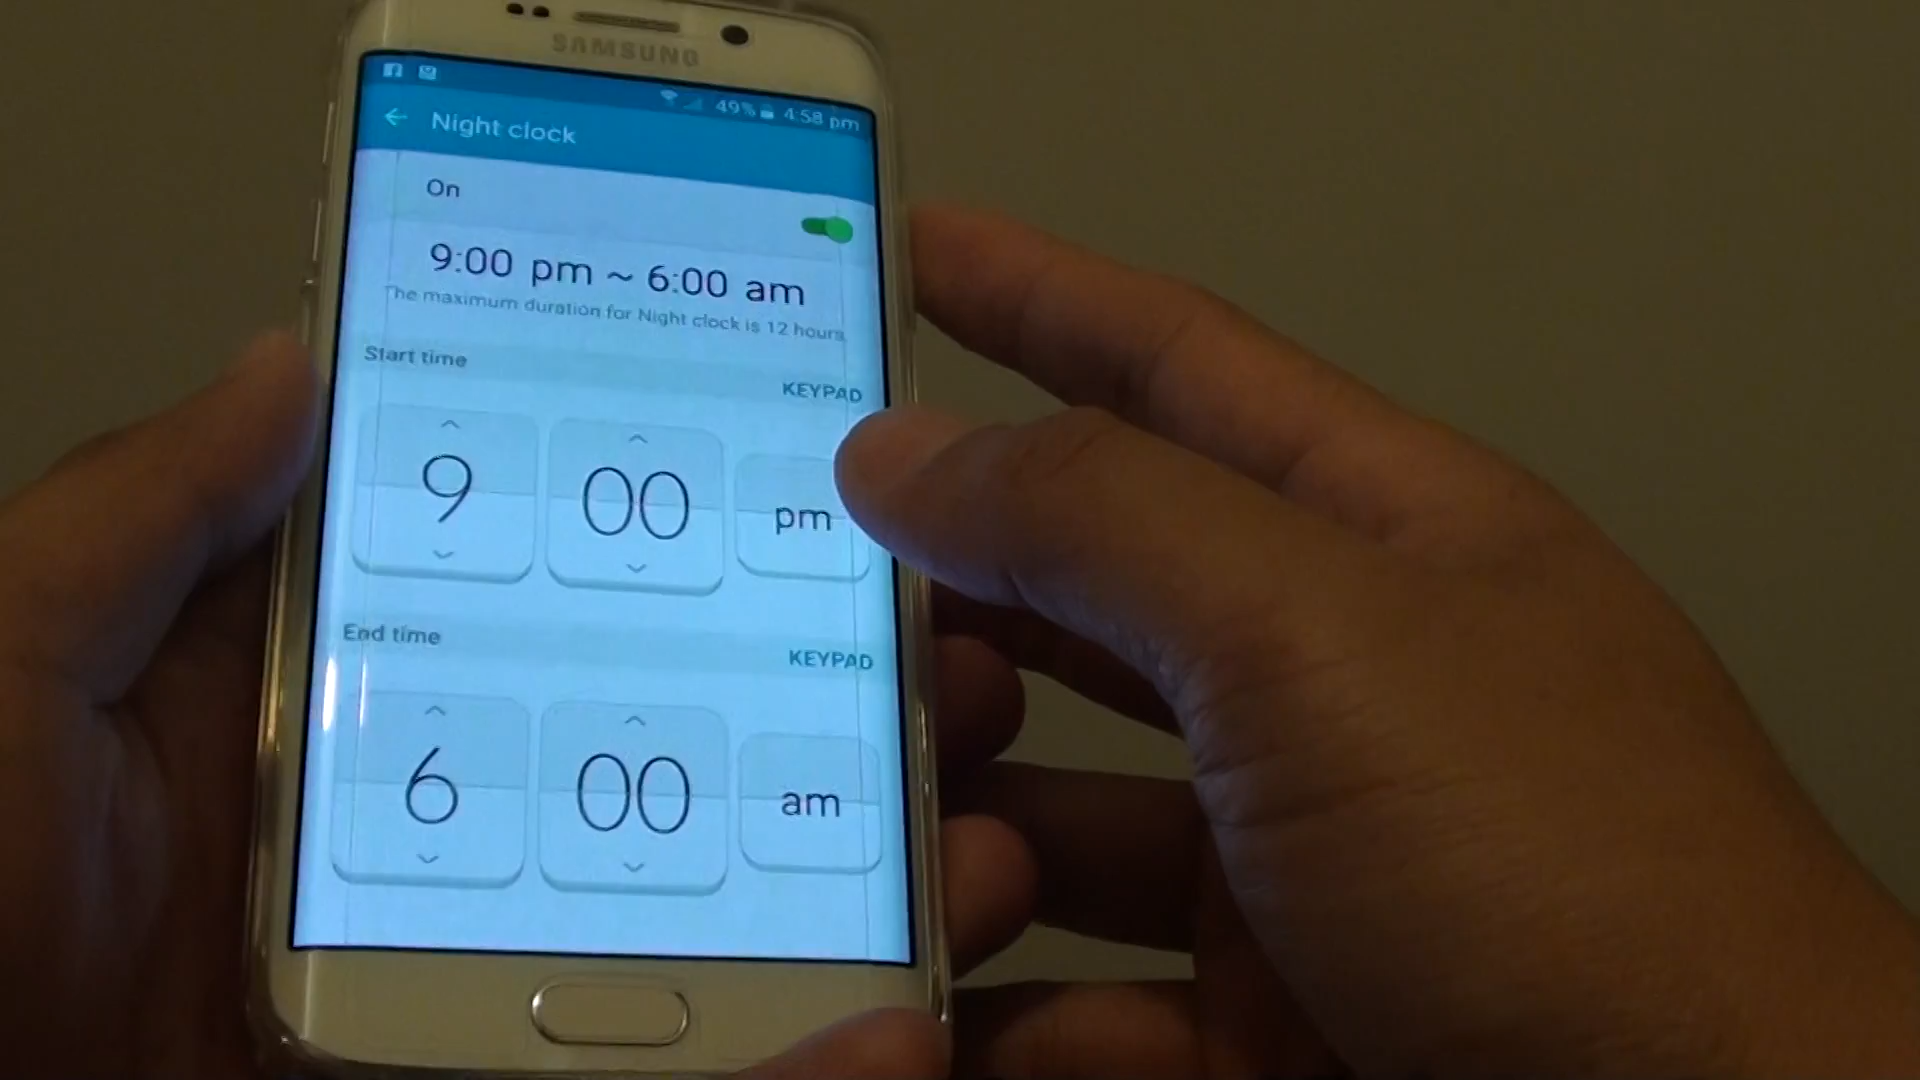 SAMSUNG
49% 4:58 pm
Night clock
On
9:00 pm ~ 6:00 am
The maximum duration for Night clock is 12 hours
Start time
KEYPAD
9 00 pm
End time
KEYPAD
6 00 am